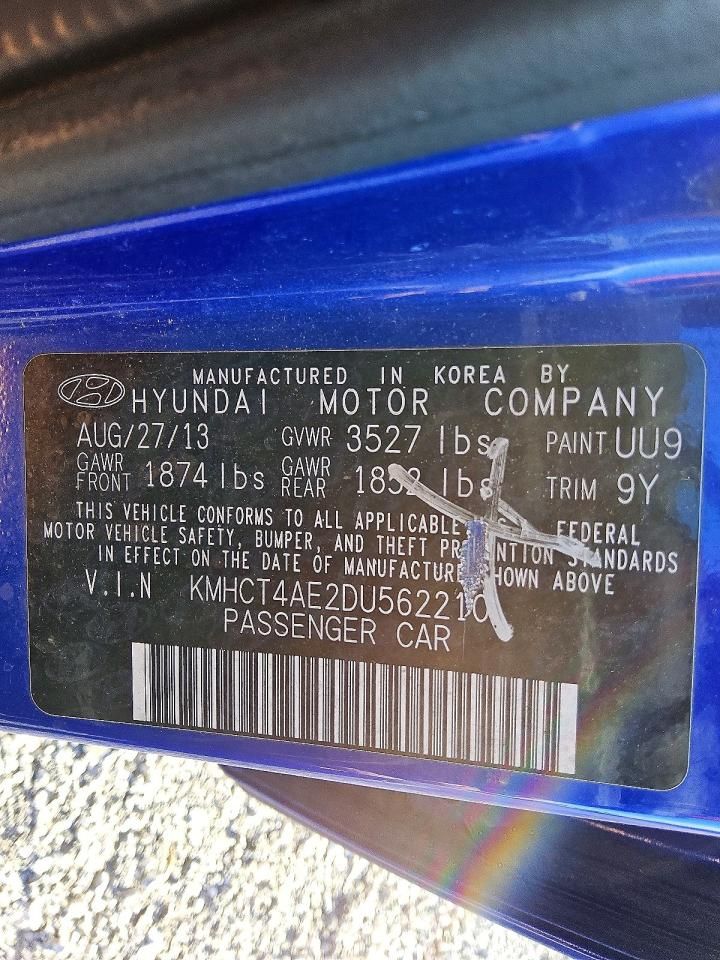 MANUFACTURED IN KOREA BY
HYUNDAI MOTOR COMPANY
AUG/27/13 GVWR 3527 lbs PAINT UU9
GAWR FRONT 1874 lbs GAWR REAR 1852 lbs TRIM 9Y
THIS VEHICLE CONFORMS TO ALL APPLICABLE FEDERAL
MOTOR VEHICLE SAFETY, BUMPER, AND THEFT PREVENTION STANDARDS
IN EFFECT ON THE DATE OF MANUFACTURE SHOWN ABOVE
V.I.N KMHCT4AE2DU562210
PASSENGER CAR